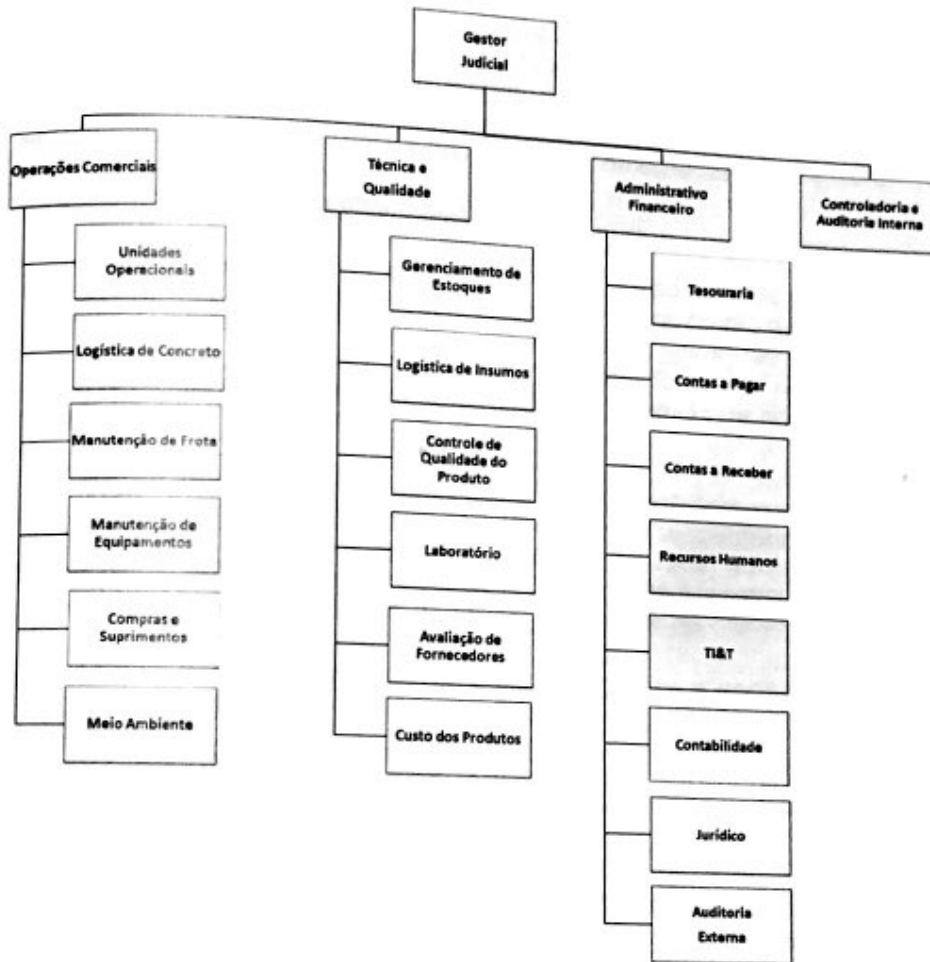 Gestor
Judicial
Operações Comerciais
Técnica e
Qualidade
Administrativo
Financeiro
Controladoria e
Auditoria Interna
Unidades
Operacionais
Logística de Concreto
Manutenção de Frota
Manutenção de
Equipamentos
Compras e
Suprimentos
Meio Ambiente
Gerenciamento de
Estoques
Logística de Insumos
Controle de
Qualidade do
Produto
Laboratório
Avaliação de
Fornecedores
Custo dos Produtos
Tesouraria
Contas a Pagar
Contas a Receber
Recursos Humanos
TI&T
Contabilidade
Jurídico
Auditoria
Externa